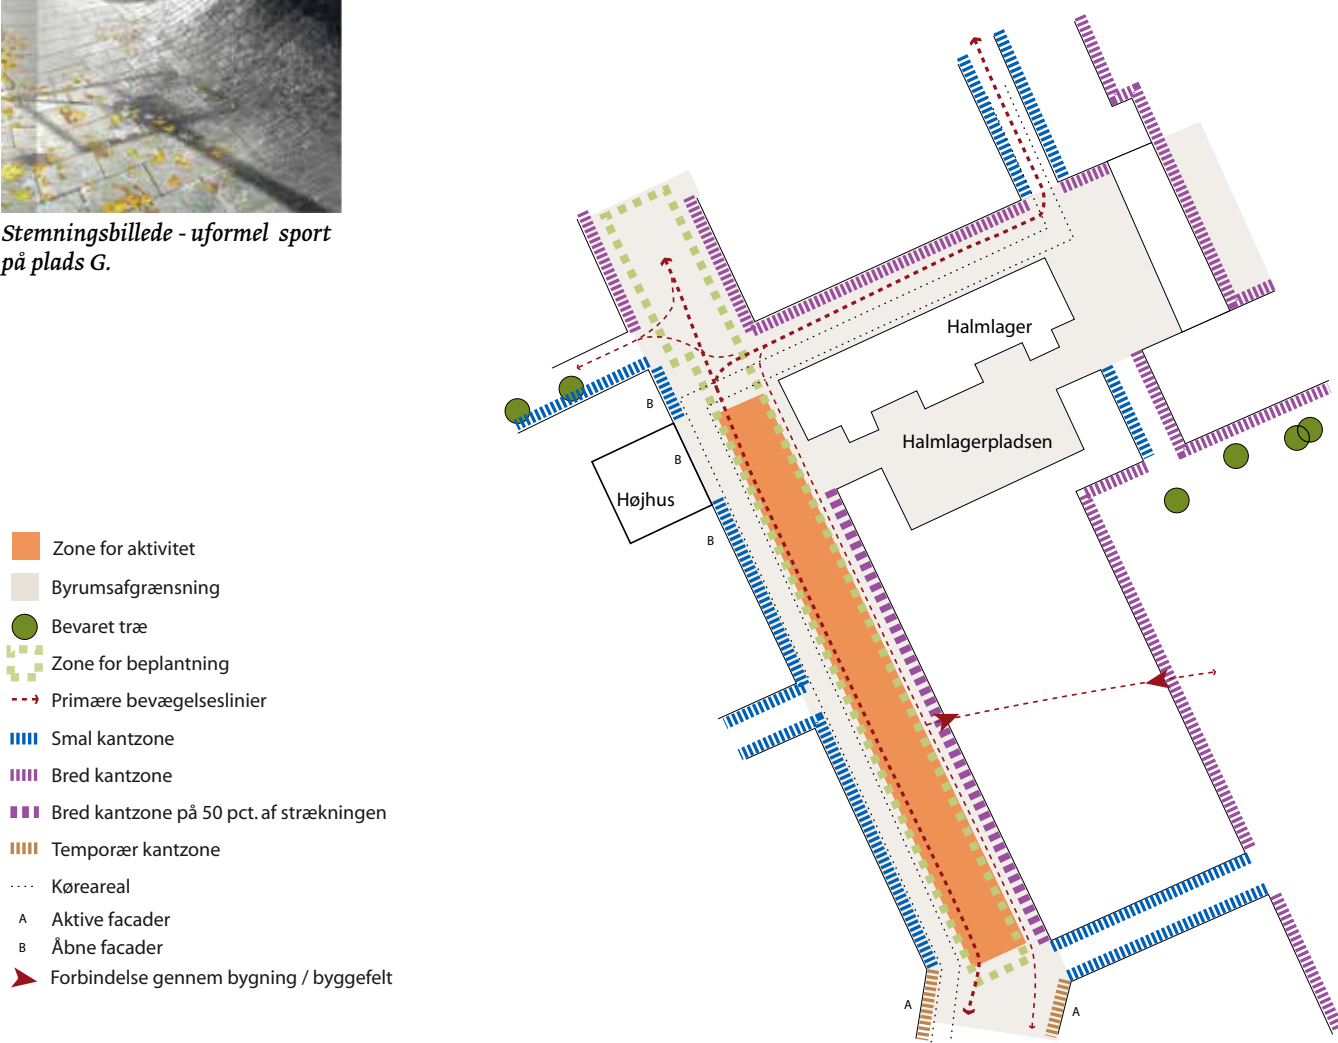 Stemningsbillede - uformel sport
på plads G.
Halmlager
Halmlagerpladsen
B
B
Højhus
B
A
A
Zone for aktivitet
Byrumsafgrænsning
Bevaret træ
Zone for beplantning
Primære bevægelseslinier
Smal kantzone
Bred kantzone
Bred kantzone på 50 pct. af strækningen
Temporær kantzone
Køreareal
A Aktive facader
B Åbne facader
Forbindelse gennem bygning / byggefelt